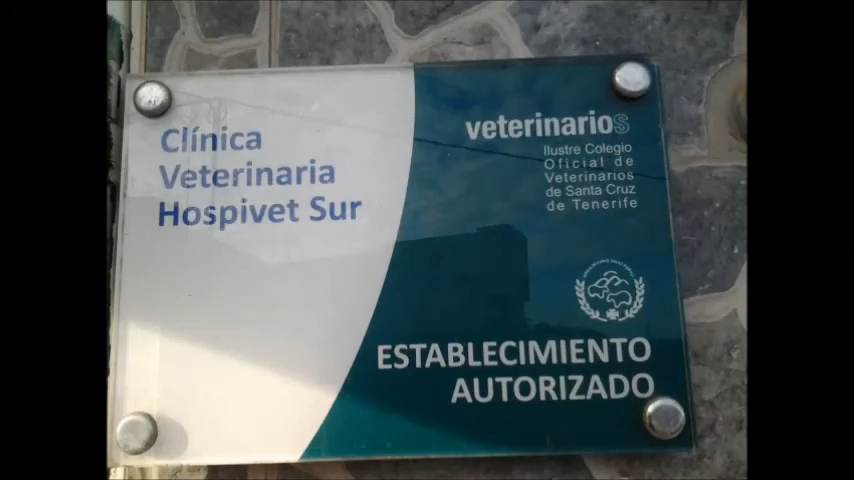 Clínica
Veterinaria
Hospivet Sur
veterinarios
Ilustre Colegio
Oficial de
Veterinarios
de Santa Cruz
de Tenerife
ESTABLECIMIENTO
AUTORIZADO